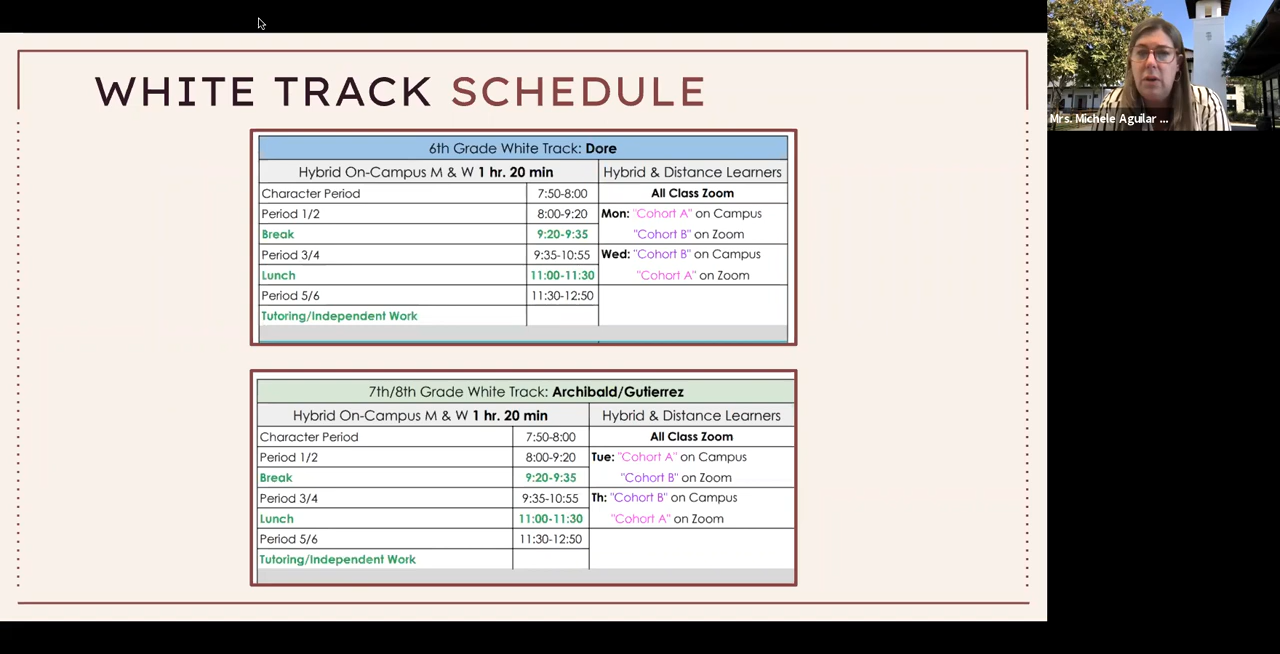 WHITE TRACK SCHEDULE
6th Grade White Track: Dore
Hybrid On-Campus M & W 1 hr. 20 min Hybrid & Distance Learners
Character Period 7:50-8:00 All Class Zoom
Period 1/2 8:00-9:20 Mon: "Cohort A" on Campus
Break 9:20-9:35 "Cohort B" on Zoom
Period 3/4 9:35-10:55 Wed: "Cohort B" on Campus
Lunch 11:00-11:30 "Cohort A" on Zoom
Period 5/6 11:30-12:50
Tutoring/Independent Work
7th/8th Grade White Track: Archibald/Gutierrez
Hybrid On-Campus M & W 1 hr. 20 min Hybrid & Distance Learners
Character Period 7:50-8:00 All Class Zoom
Period 1/2 8:00-9:20 Tue: "Cohort A" on Campus
Break 9:20-9:35 "Cohort B" on Zoom
Period 3/4 9:35-10:55 Th: "Cohort B" on Campus
Lunch 11:00-11:30 "Cohort A" on Zoom
Period 5/6 11:30-12:50
Tutoring/Independent Work
Mrs. Michele Aguilar ...